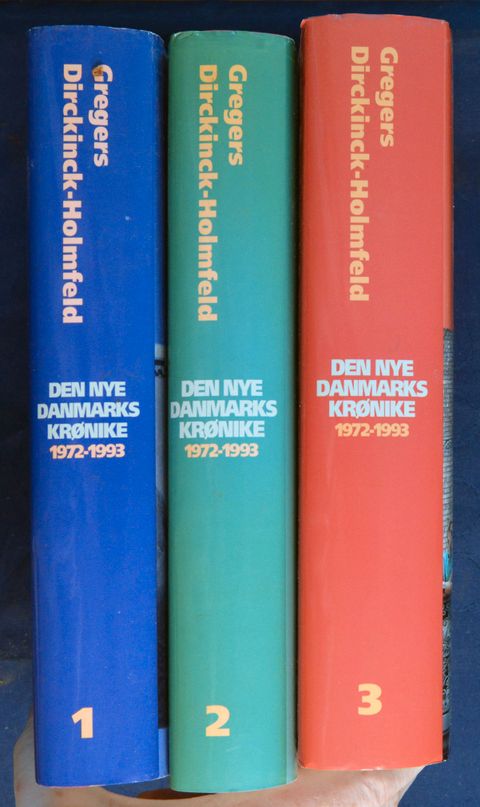 Gregers
Dirckinck-Holmfeld
DEN NYE
DANMARKS
KRØNIKE
1972-1993
1
Gregers
Dirckinck-Holmfeld
DEN NYE
DANMARKS
KRØNIKE
1972-1993
2
Gregers
Dirckinck-Holmfeld
DEN NYE
DANMARKS
KRØNIKE
1972-1993
3